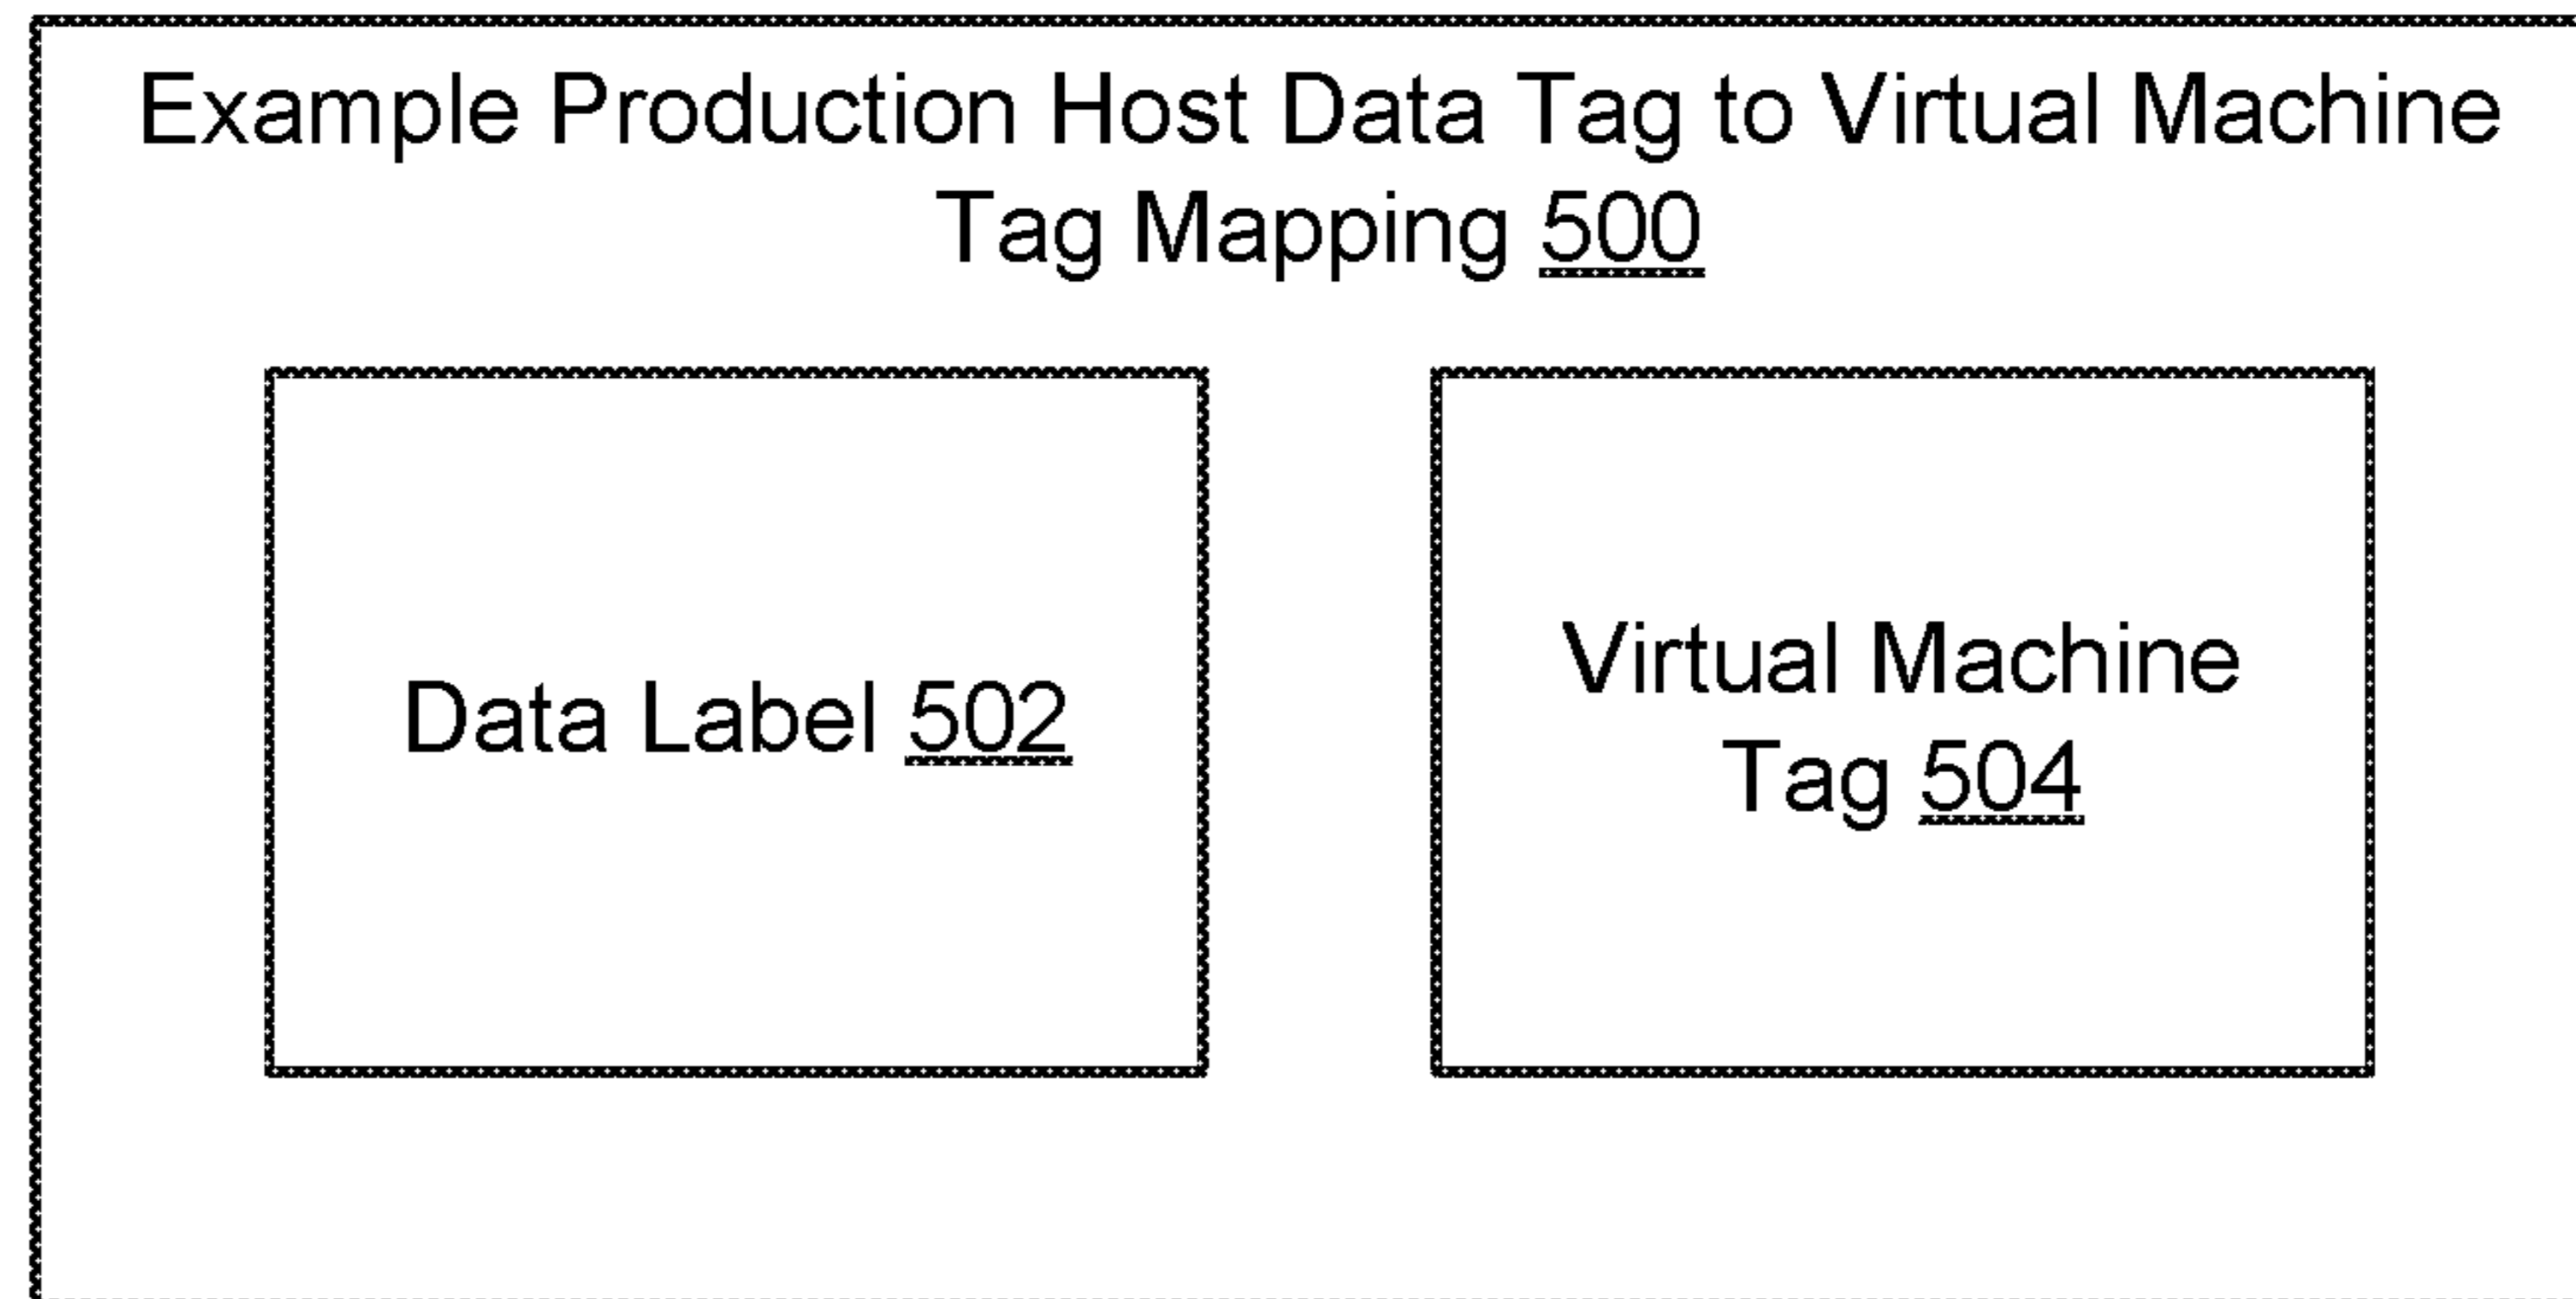 Example Production Host Data Tag to Virtual Machine
Tag Mapping 500
Data Label 502
Virtual Machine
Tag 504